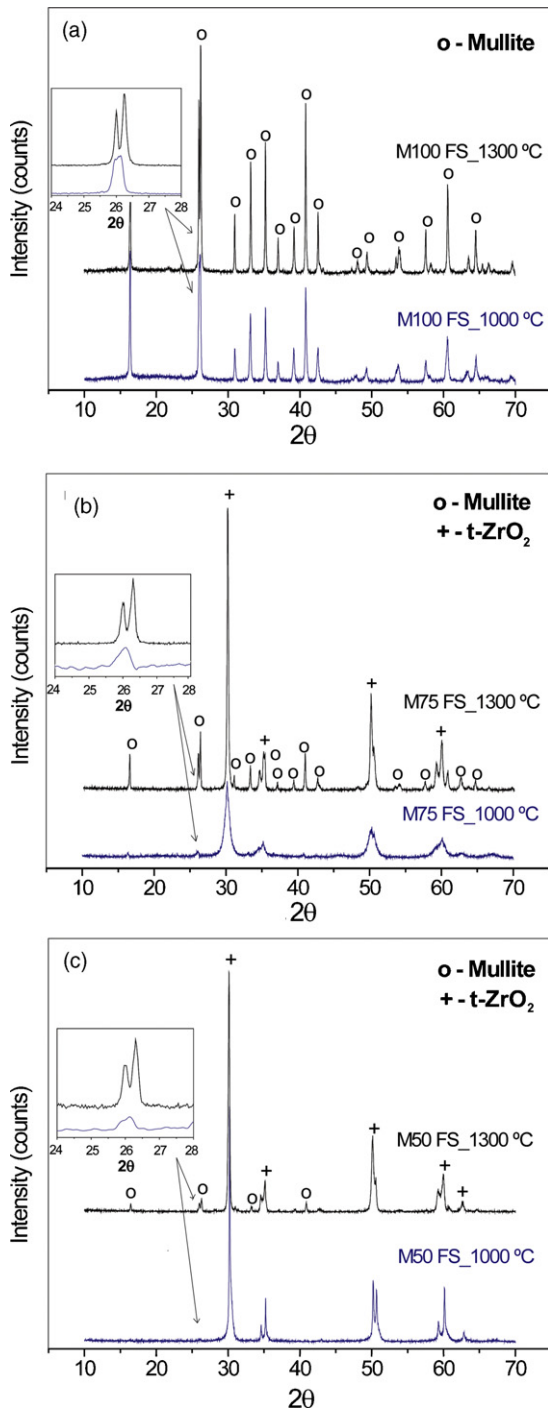 (a)
o
o - Mullite
24 25 26 27 28
2θ
o
o
o
o
o
o
o
o
o
o
o
o
o
M100 FS_1300 ºC
M100 FS_1000 ºC
Intensity (counts)
10 20 30 40 50 60 70
2θ
(b)
+
o - Mullite
+ - t-ZrO2
24 25 26 27 28
2θ
+
+
+
o
o
o
o
o
o
o
o
o
o
o
o
M75 FS_1300 ºC
M75 FS_1000 ºC
Intensity (counts)
10 20 30 40 50 60 70
2θ
(c)
+
o - Mullite
+ - t-ZrO2
24 25 26 27 28
2θ
+
+
+
+
o
o
o
o
M50 FS_1300 ºC
M50 FS_1000 ºC
Intensity (counts)
10 20 30 40 50 60 70
2θ